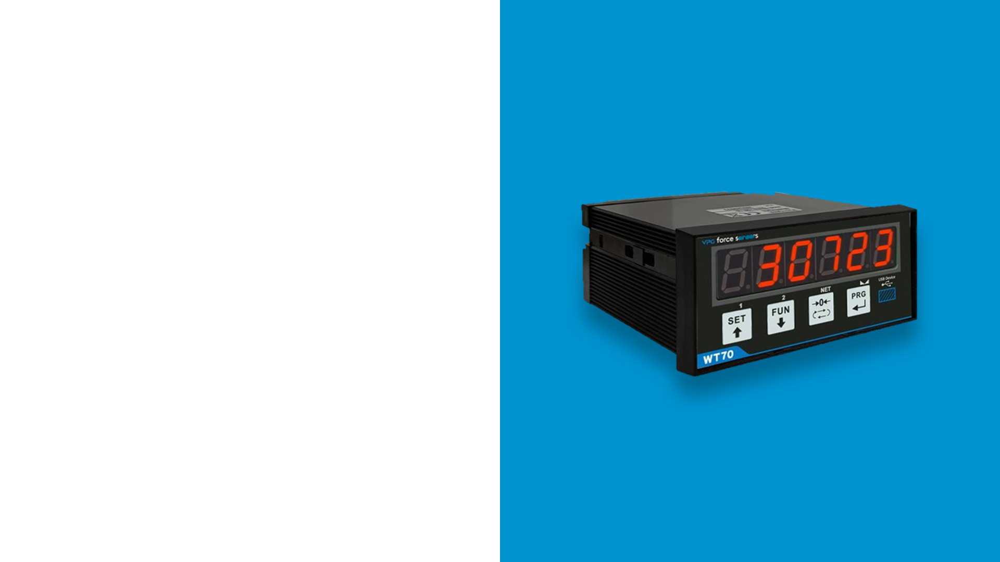 VPG force sensors
30723
NET
USB Device
1
2
SET
FUN
→0←
PRG
WT70